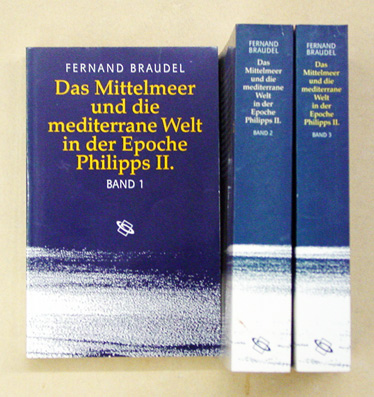 FERNAND BRAUDEL
Das Mittelmeer
und die
mediterrane Welt
in der Epoche
Philipps II.
BAND 1
FERNAND
BRAUDEL
Das
Mittelmeer
und die
mediterrane
Welt
in der
Epoche
Philipps II.
BAND 2
FERNAND
BRAUDEL
Das
Mittelmeer
und die
mediterrane
Welt
in der
Epoche
Philipps II.
BAND 3